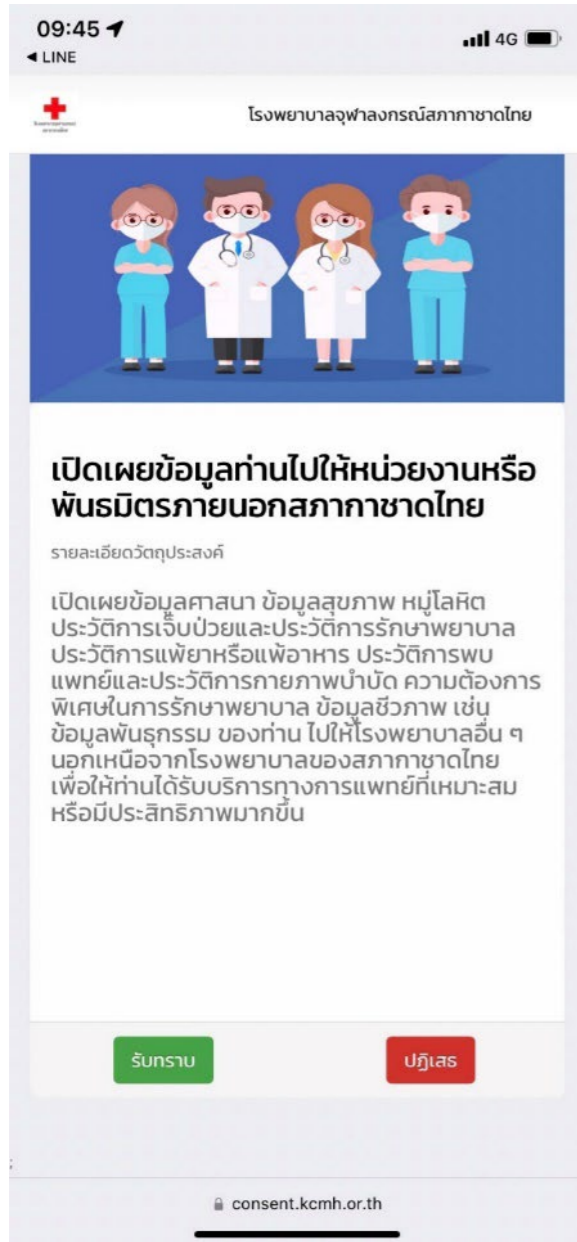 09:45
◀ LINE
4G
โรงพยาบาลจุฬาลงกรณ์สภากาชาดไทย
เปิดเผยข้อมูลท่านไปให้หน่วยงานหรือ
พันธมิตรภายนอกสภากาชาดไทย
รายละเอียดวัตถุประสงค์
เปิดเผยข้อมูลศาสนา ข้อมูลสุขภาพ หมู่โลหิต
ประวัติการเจ็บป่วยและประวัติการรักษาพยาบาล
ประวัติการแพ้ยาหรือแพ้อาหาร ประวัติการพบ
แพทย์และประวัติการกายภาพบำบัด ความต้องการ
พิเศษในการรักษาพยาบาล ข้อมูลชีวภาพ เช่น
ข้อมูลพันธุกรรม ของท่าน ไปให้โรงพยาบาลอื่น ๆ
นอกเหนือจากโรงพยาบาลของสภากาชาดไทย
เพื่อให้ท่านได้รับบริการทางการแพทย์ที่เหมาะสม
หรือมีประสิทธิภาพมากขึ้น
รับทราบ
ปฏิเสธ
consent.kcmh.or.th